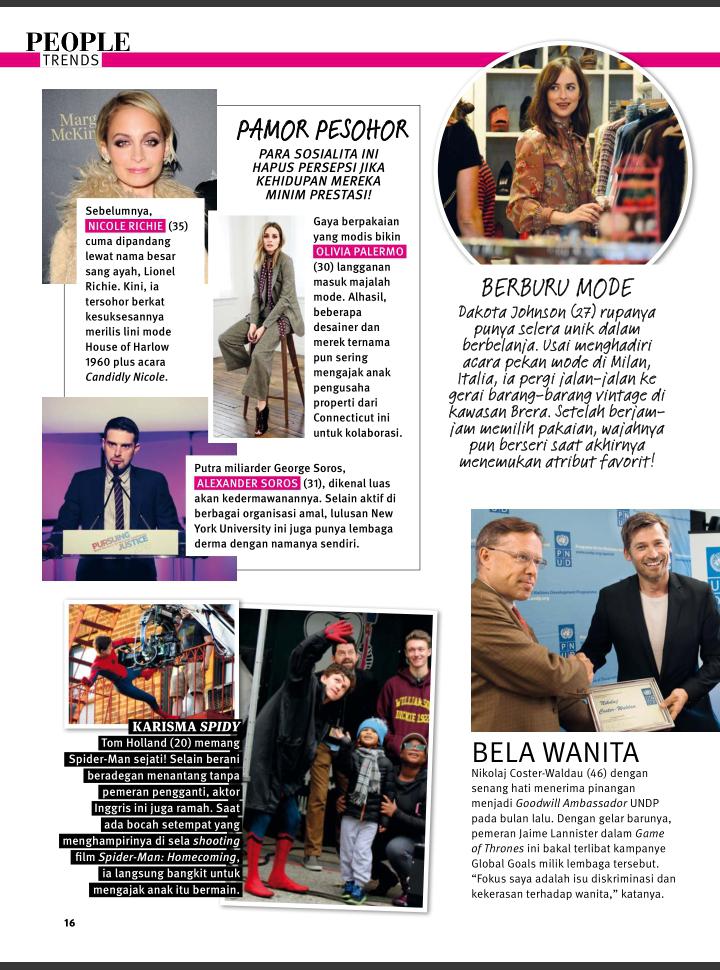 PEOPLE
TRENDS
PAMOR PESOHOR
PARA SOSIALITA INI
HAPUS PERSEPSI JIKA
KEHIDUPAN MEREKA
MINIM PRESTASI!
Sebelumnya,
NICOLE RICHIE (35)
cuma dipandang
lewat nama besar
sang ayah, Lionel
Richie. Kini, ia
tersohor berkat
kesuksesannya
merilis lini mode
House of Harlow
1960 plus acara
Candidly Nicole.
Gaya berpakaian
yang modis bikin
OLIVIA PALERMO
(30) langganan
masuk majalah
mode. Alhasil,
beberapa
desainer dan
merek ternama
pun sering
mengajak anak
pengusaha
properti dari
Connecticut ini
untuk kolaborasi.
PURSUING
JUSTICE
Putra miliarder George Soros,
ALEXANDER SOROS (31), dikenal luas
akan kedermawanannya. Selain aktif di
berbagai organisasi amal, lulusan New
York University ini juga punya lembaga
derma dengan namanya sendiri.
BERBURU MODE
Dakota Johnson (27) rupanya
punya selera unik dalam
berbelanja. Usai menghadiri
acara pekan mode di Milan,
Italia, ia pergi jalan-jalan ke
gerai barang-barang vintage di
kawasan Brera. Setelah berjam-
jam memilih pakaian, wajahnya
pun berseri saat akhirnya
menemukan atribut favorit!
KARISMA SPIDY
Tom Holland (20) memang
Spider-Man sejati! Selain berani
beradegan menantang tanpa
pemeran pengganti, aktor
Inggris ini juga ramah. Saat
ada bocah setempat yang
menghampirinya di sela shooting
film Spider-Man: Homecoming,
ia langsung bangkit untuk
mengajak anak itu bermain.
PN
UD
Nikolaj
Coster-Waldau
BELA WANITA
Nikolaj Coster-Waldau (46) dengan
senang hati menerima pinangan
menjadi Goodwill Ambassador UNDP
pada bulan lalu. Dengan gelar barunya,
pemeran Jaime Lannister dalam Game
of Thrones ini bakal terlibat kampanye
Global Goals milik lembaga tersebut.
“Fokus saya adalah isu diskriminasi dan
kekerasan terhadap wanita,” katanya.
16